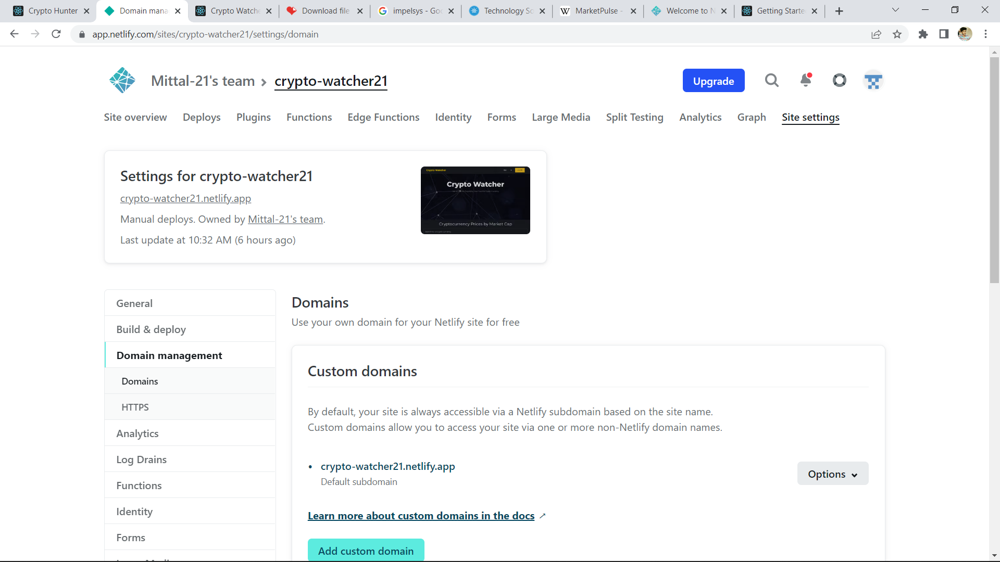 Crypto Hunter
Domain mana
Crypto Watche
Download file
impelsys - Goo
Technology So
MarketPulse -
Welcome to N
Getting Starte
app.netlify.com/sites/crypto-watcher21/settings/domain
Mittal-21's team > crypto-watcher21
Upgrade
Site overview
Deploys
Plugins
Functions
Edge Functions
Identity
Forms
Large Media
Split Testing
Analytics
Graph
Site settings
Settings for crypto-watcher21
crypto-watcher21.netlify.app
Manual deploys. Owned by Mittal-21's team.
Last update at 10:32 AM (6 hours ago)
Crypto Watcher
LOGIN
Crypto Watcher
Cryptocurrency Prices by Market Cap
General
Build & deploy
Domain management
Domains
HTTPS
Analytics
Log Drains
Functions
Identity
Forms
Domains
Use your own domain for your Netlify site for free
Custom domains
By default, your site is always accessible via a Netlify subdomain based on the site name.
Custom domains allow you to access your site via one or more non-Netlify domain names.
• crypto-watcher21.netlify.app
Default subdomain
Options
Learn more about custom domains in the docs ↗
Add custom domain